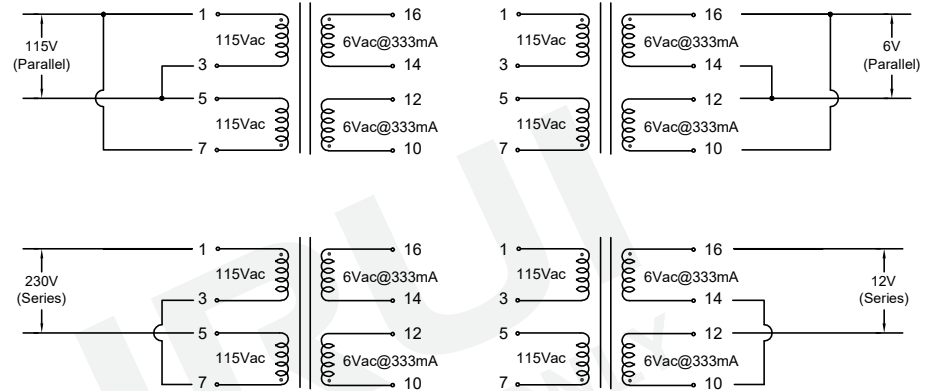 1 16 1 16
115V 115Vac 6Vac@333mA 115Vac 6Vac@333mA 6V
(Parallel) (Parallel)
3 14 3 14
5 12 5 12
115Vac 6Vac@333mA 115Vac 6Vac@333mA
7 10 7 10
1 16 1 16
230V 115Vac 6Vac@333mA 115Vac 6Vac@333mA 12V
(Series) (Series)
3 14 3 14
5 12 5 12
115Vac 6Vac@333mA 115Vac 6Vac@333mA
7 10 7 10